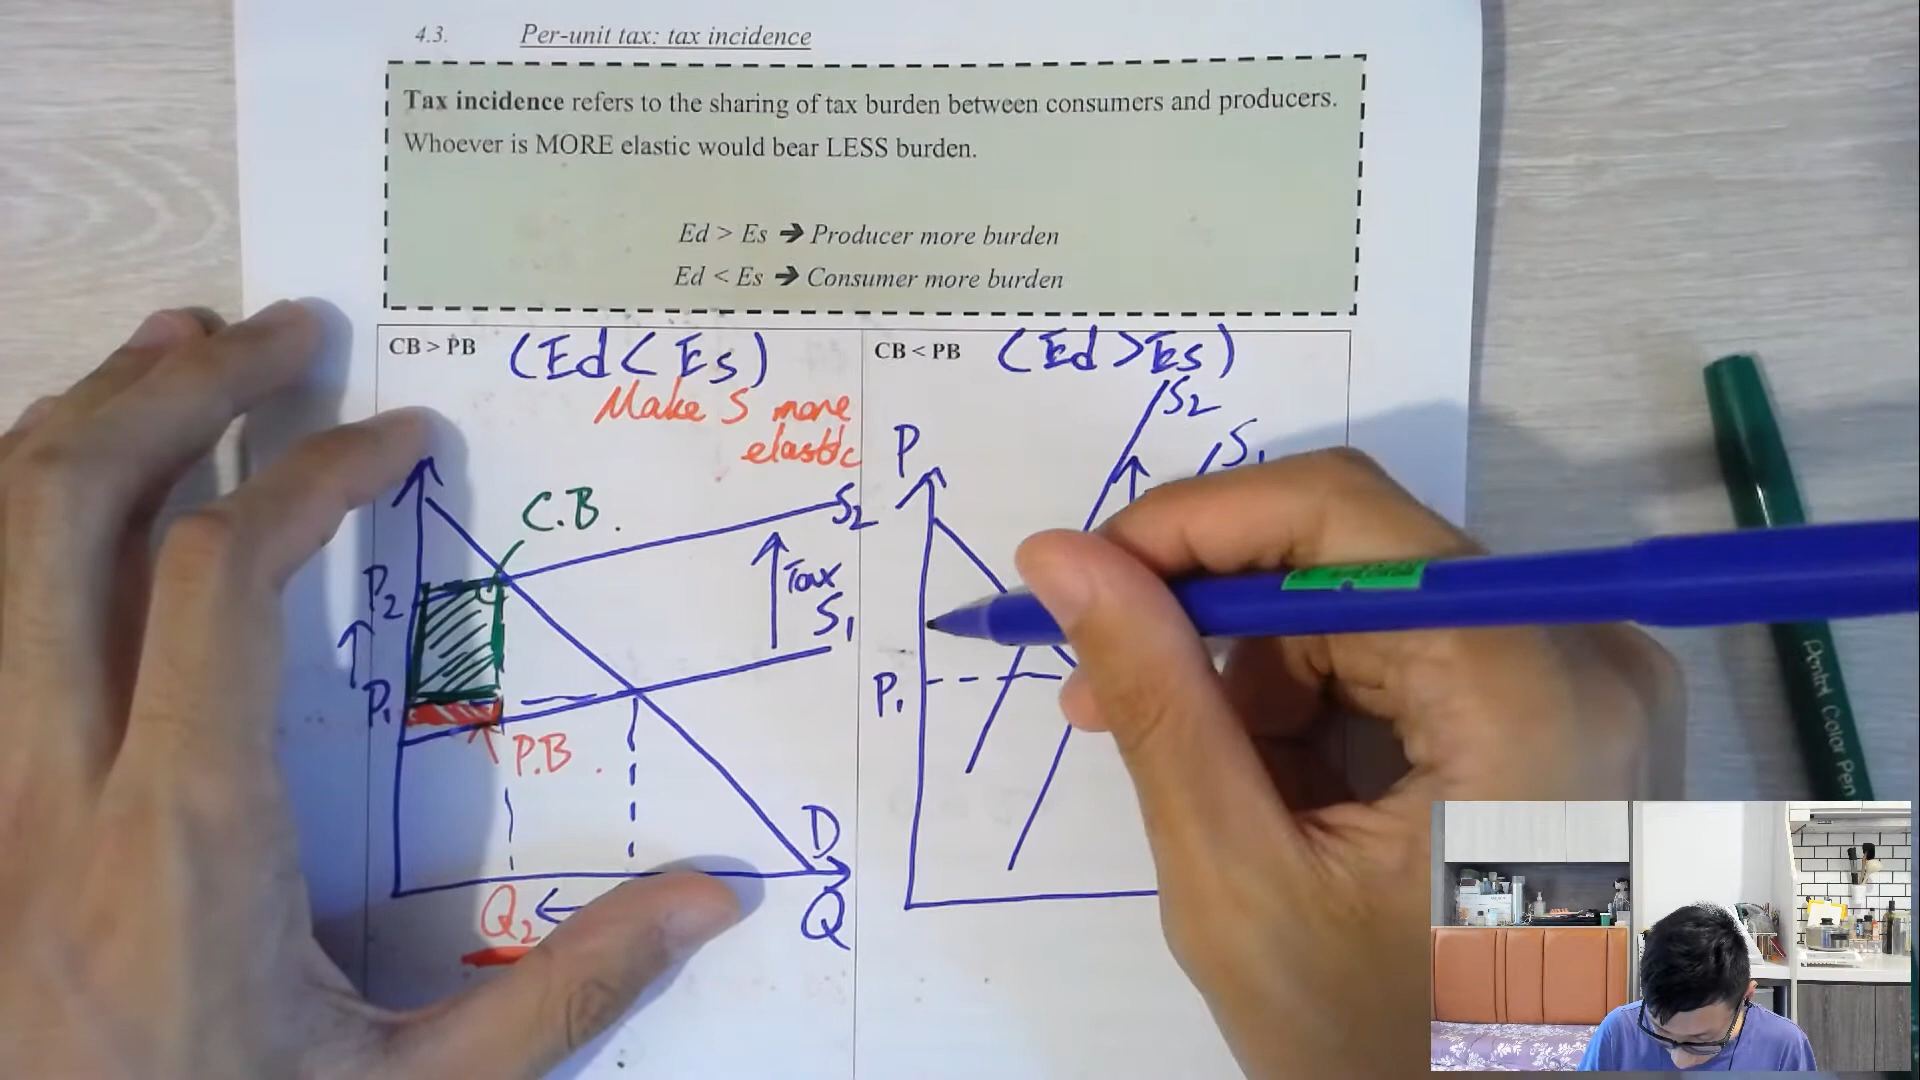 4.3. Per-unit tax: tax incidence
Tax incidence refers to the sharing of tax burden between consumers and producers.
Whoever is MORE elastic would bear LESS burden.
Ed > Es ➔ Producer more burden
Ed < Es ➔ Consumer more burden
CB > PB (Ed < Es)
Make S more
elastic
C.B.
S2
P2
Tax
S1
P1
P.B.
D
Q2
Q
CB < PB (Ed > Es)
S2
P
P1
Pentel Color Pen